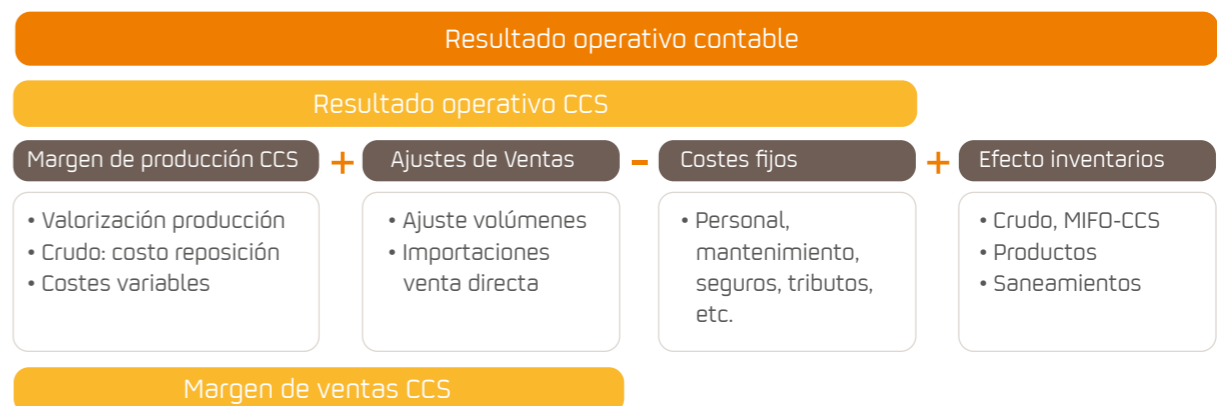 Resultado operativo contable
Resultado operativo CCS
Margen de producción CCS + Ajustes de Ventas - Costes fijos + Efecto inventarios
• Valorización producción
• Crudo: costo reposición
• Costes variables
• Ajuste volúmenes
• Importaciones
venta directa
• Personal,
mantenimiento,
seguros, tributos,
etc.
• Crudo, MIFO-CCS
• Productos
• Saneamientos
Margen de ventas CCS